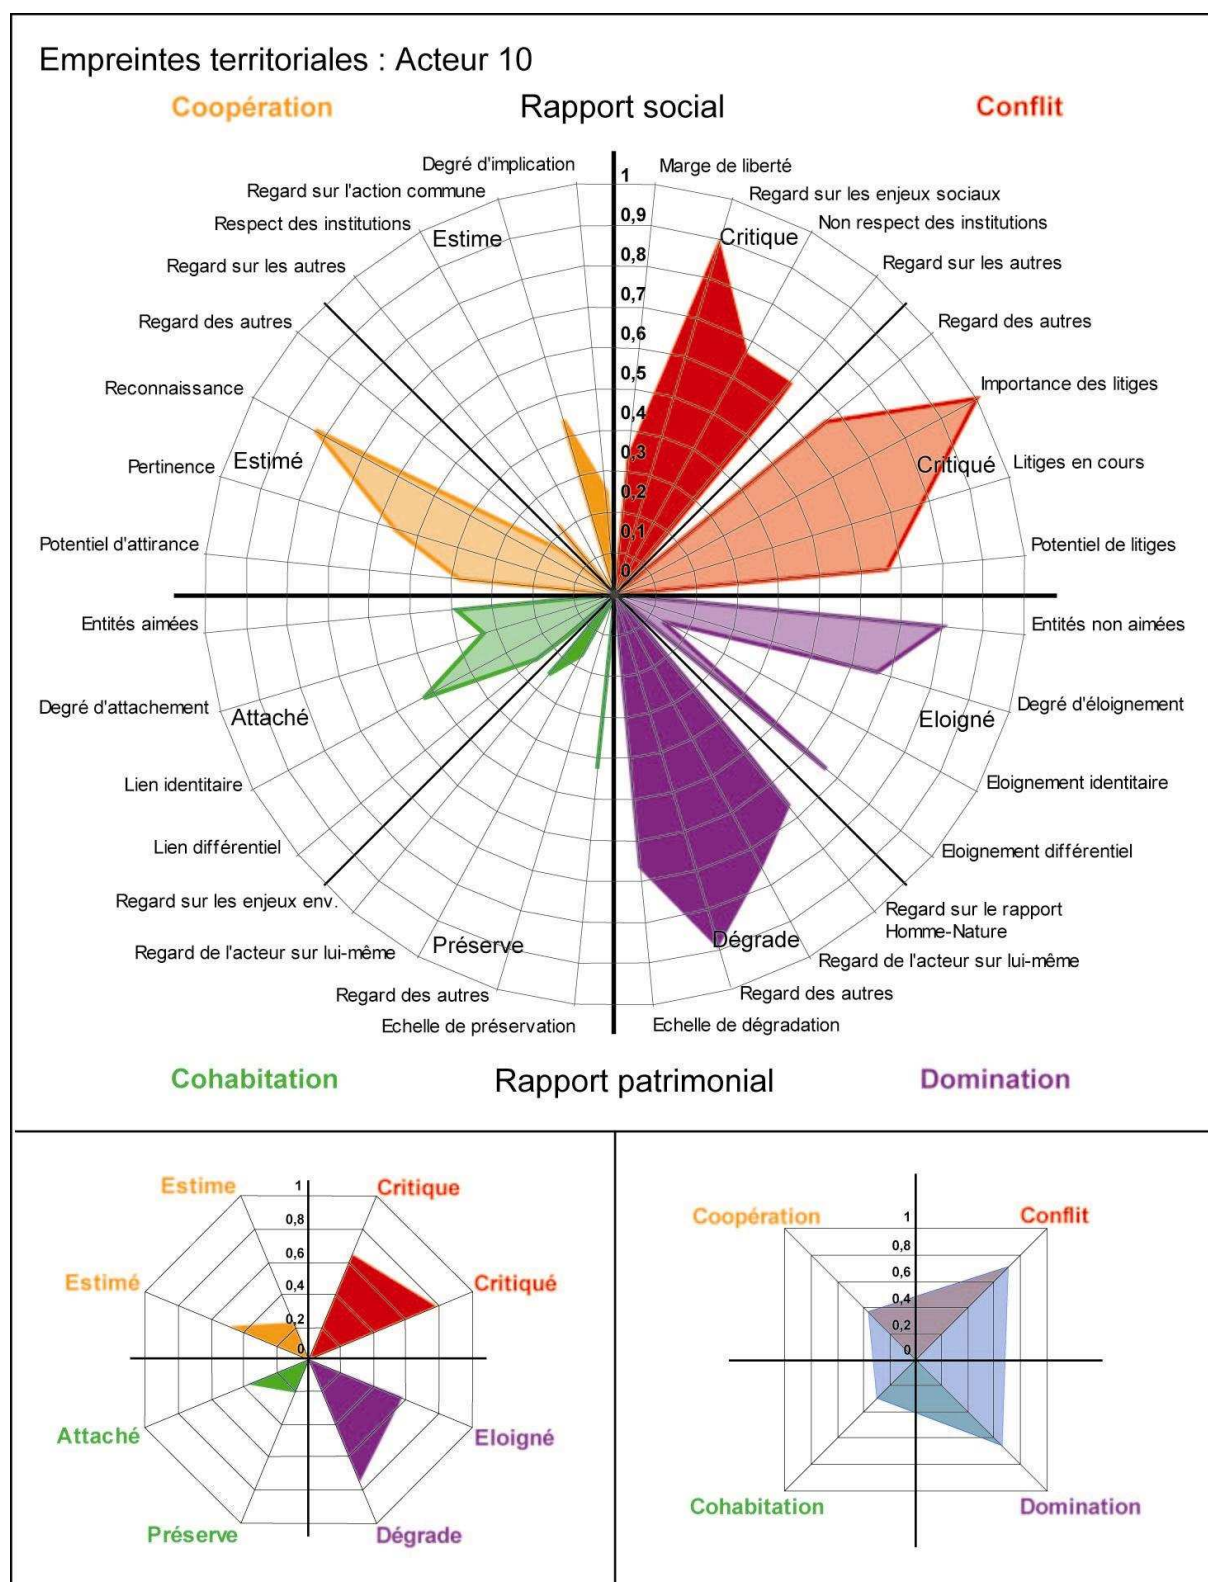 Empreintes territoriales : Acteur 10
Coopération
Rapport social
Conflit
Degré d'implication
Marge de liberté
Regard sur l'action commune
Regard sur les enjeux sociaux
Respect des institutions
Non respect des institutions
Estime
Critique
Regard sur les autres
Regard sur les autres
Regard des autres
Regard des autres
Reconnaissance
Importance des litiges
Estimé
Critiqué
Pertinence
Litiges en cours
Potentiel d'attirance
Potentiel de litiges
1
0,9
0,8
0,7
0,6
0,5
0,4
0,3
0,2
0,1
0
Entités aimées
Entités non aimées
Degré d'attachement
Degré d'éloignement
Attaché
Eloigné
Lien identitaire
Eloignement identitaire
Lien différentiel
Eloignement différentiel
Regard sur les enjeux env.
Regard sur le rapport
Homme-Nature
Préserve
Dégrade
Regard de l'acteur sur lui-même
Regard de l'acteur sur lui-même
Regard des autres
Regard des autres
Echelle de préservation
Echelle de dégradation
Cohabitation
Rapport patrimonial
Domination
Estime
Critique
Estimé
Critiqué
1
0,8
0,6
0,4
0,2
0
Attaché
Eloigné
Préserve
Dégrade
Coopération
Conflit
1
0,8
0,6
0,4
0,2
0
Cohabitation
Domination